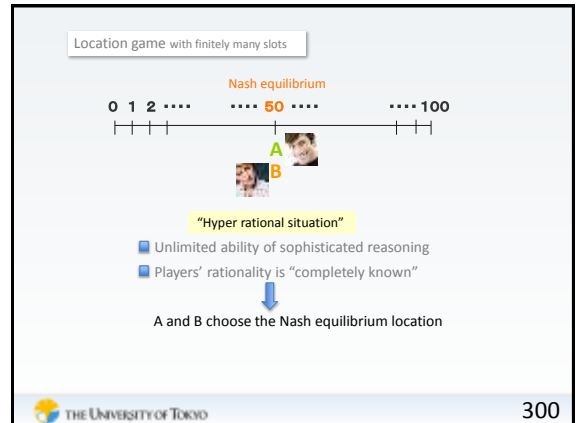 Location game with finitely many slots
Nash equilibrium
0 1 2 ···· ···· 50 ···· ···· 100
A
B
“Hyper rational situation”
Unlimited ability of sophisticated reasoning
Players’ rationality is “completely known”
A and B choose the Nash equilibrium location
THE UNIVERSITY OF TOKYO
300